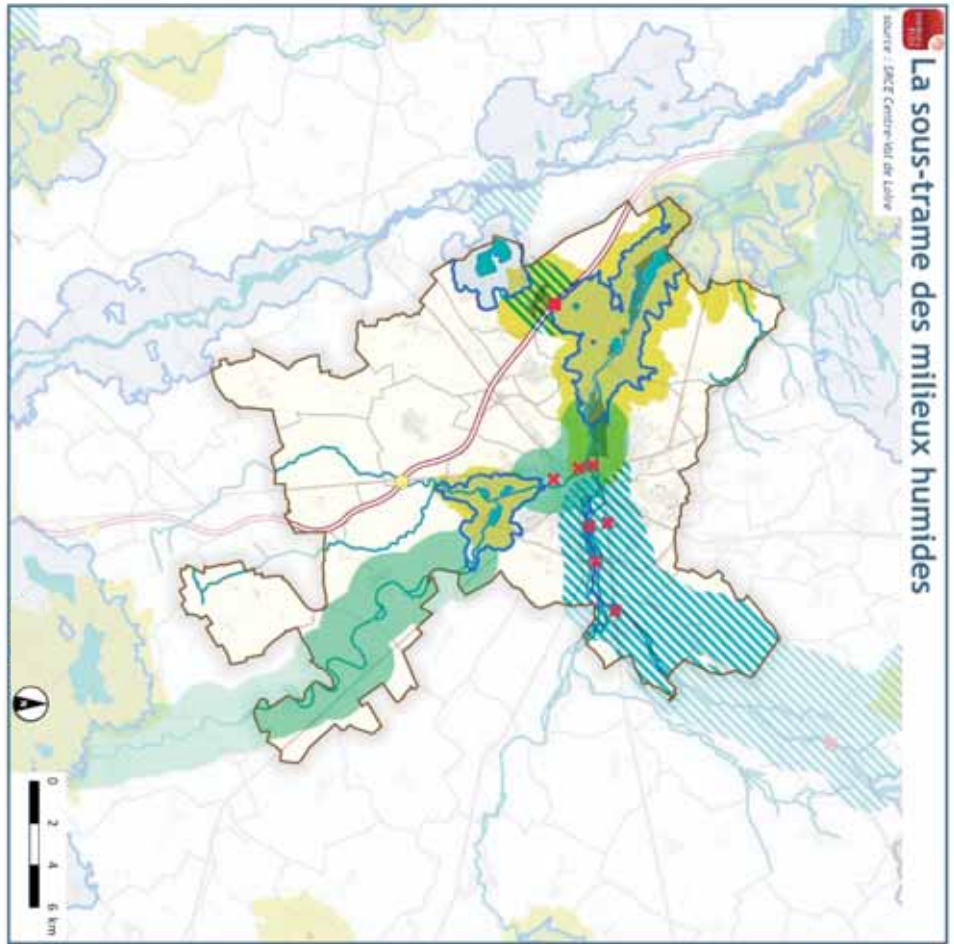 La sous-trame des milieux humides
source : SRCE Centre-Val de Loire
0 2 4 6 km